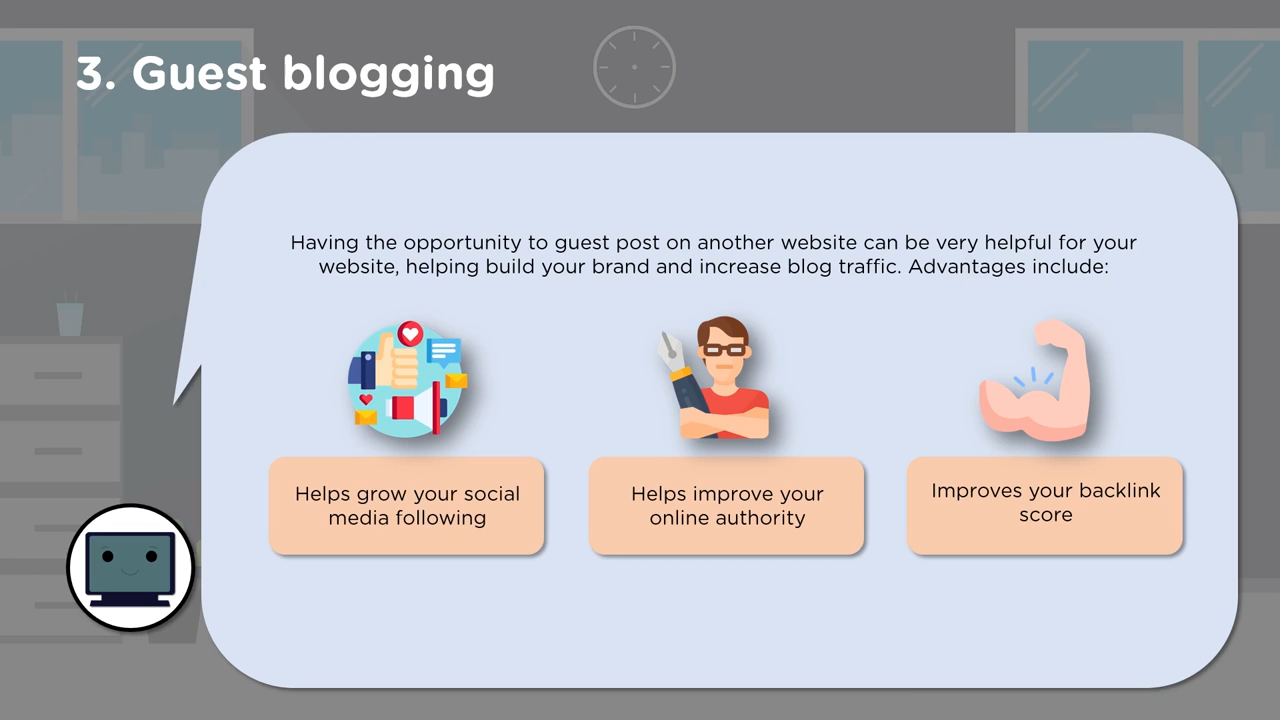 3. Guest blogging
Having the opportunity to guest post on another website can be very helpful for your
website, helping build your brand and increase blog traffic. Advantages include:
Helps grow your social
media following
Helps improve your
online authority
Improves your backlink
score